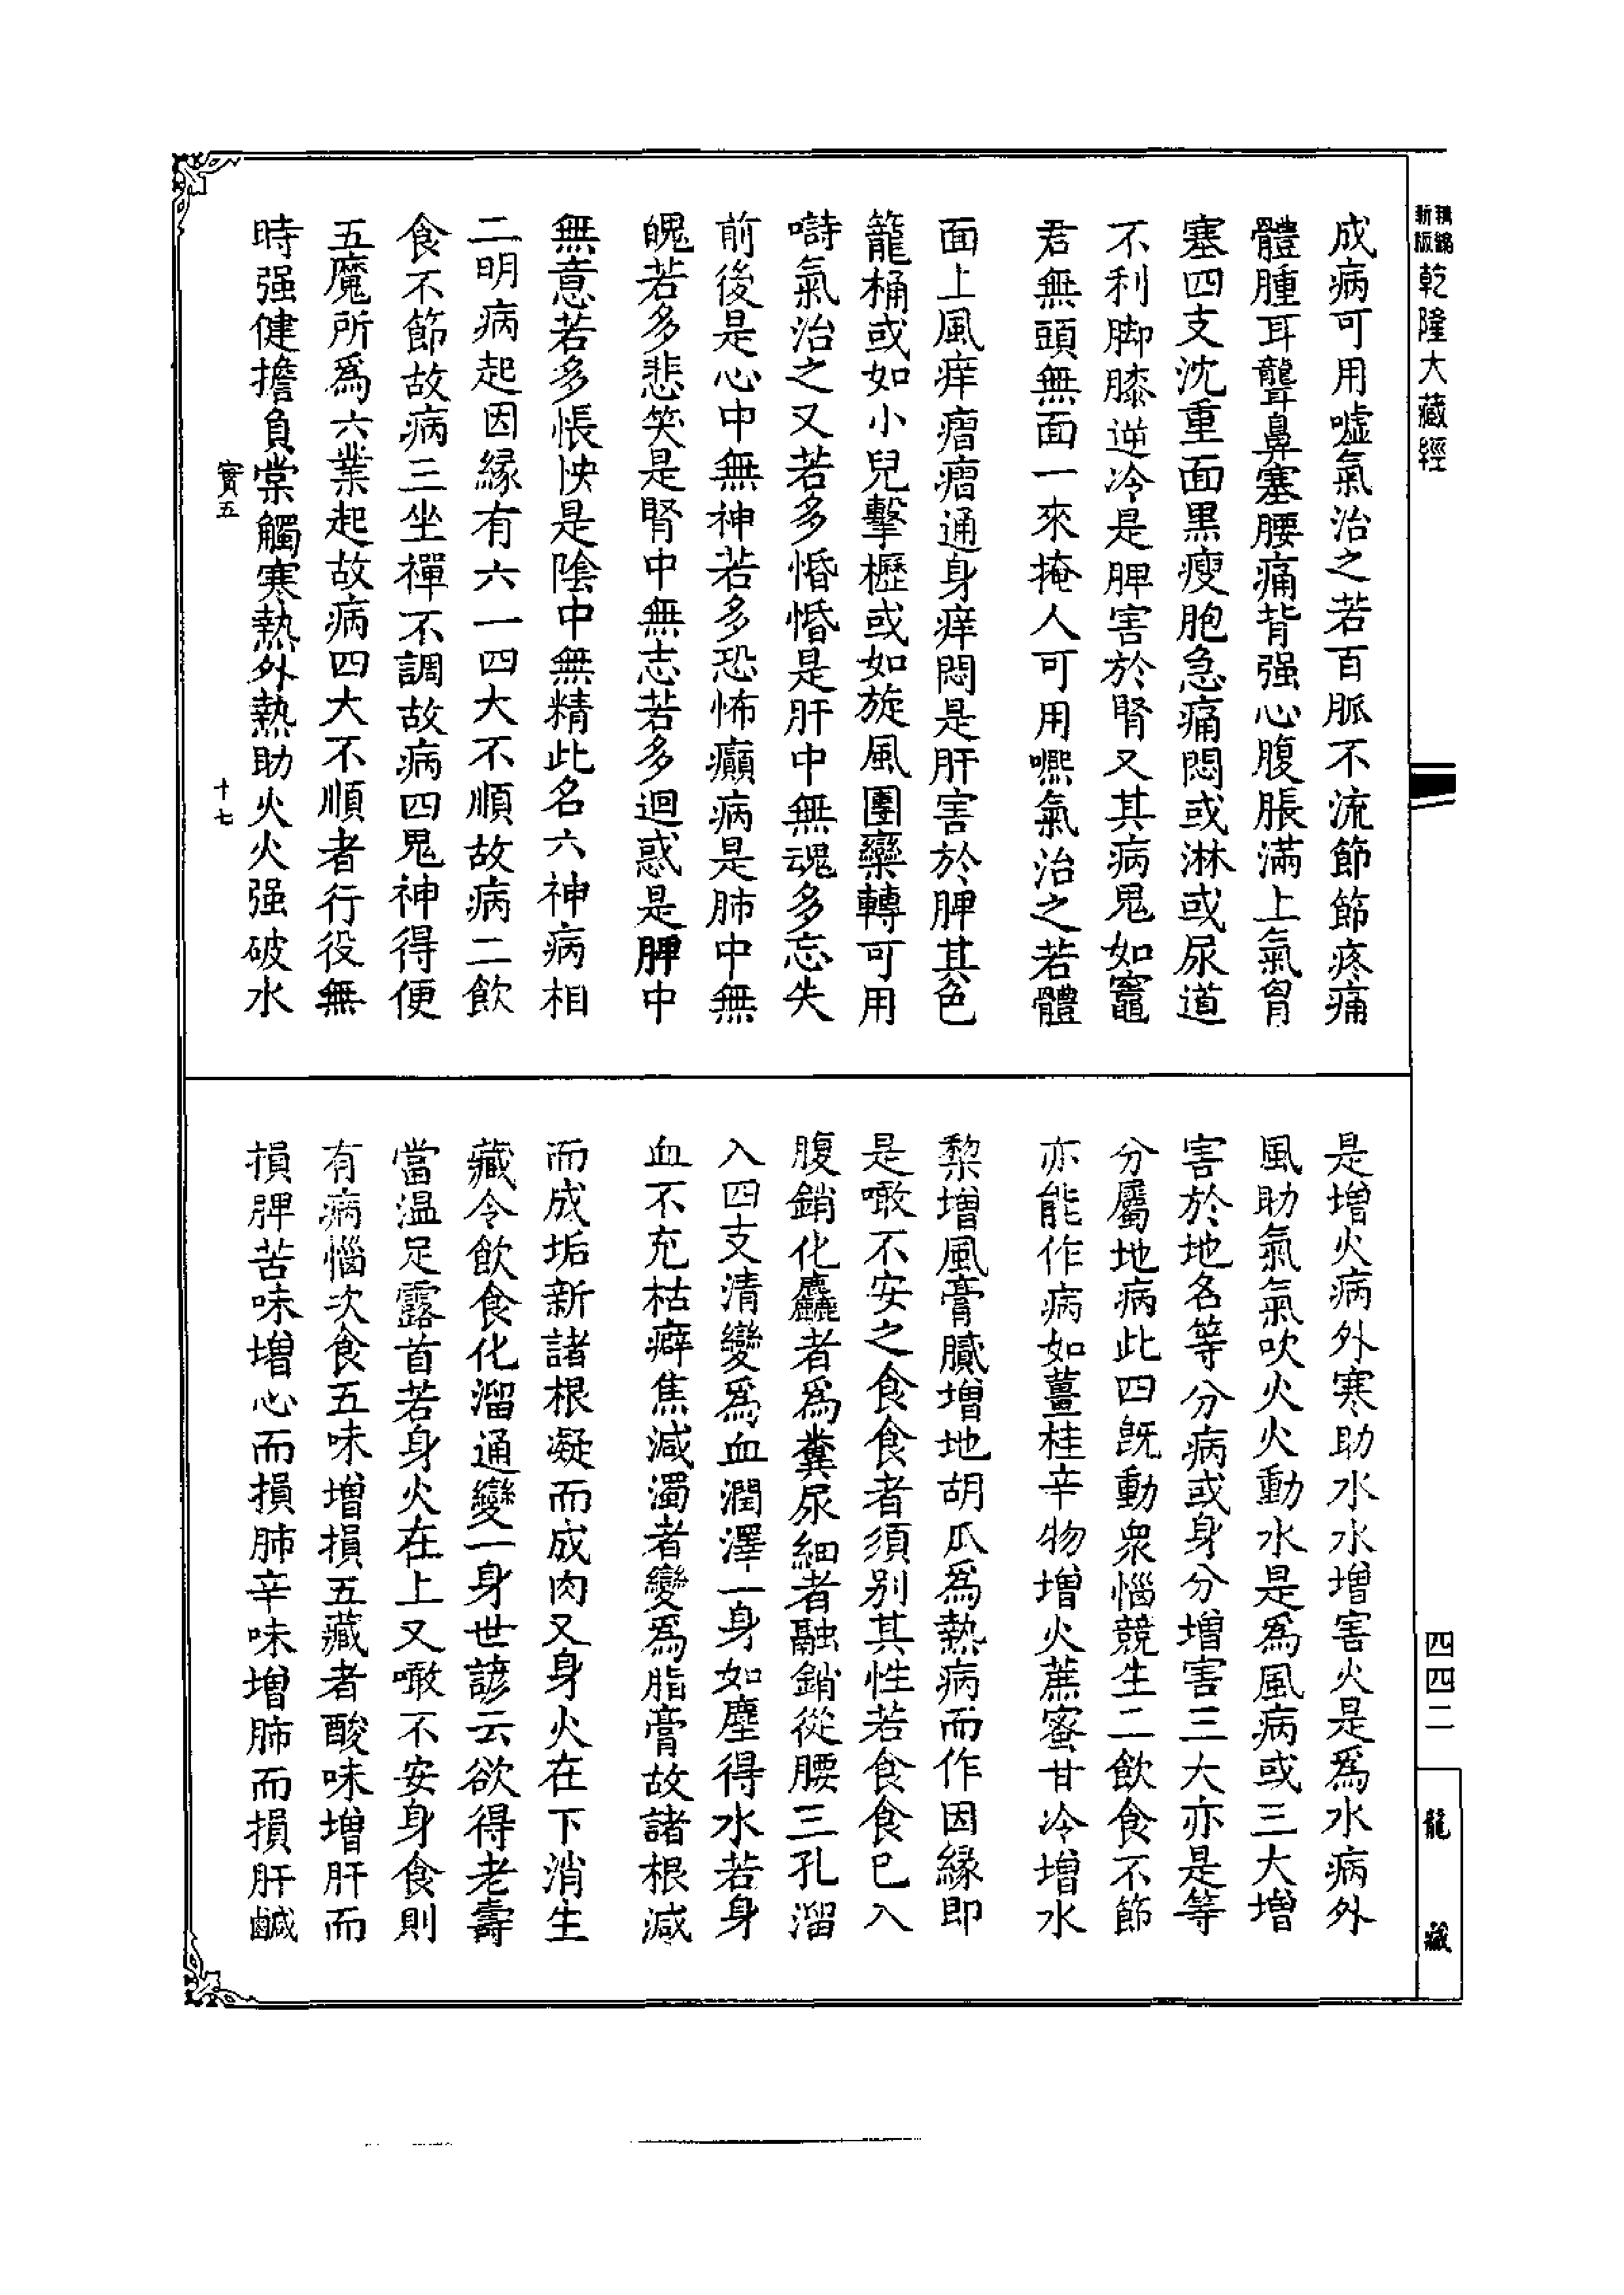 精編新版乾隆大藏經
四四二
龍藏
成病可用噓氣治之若百脈不流節節疼痛
體腫耳聾鼻塞腰痛背强心腹脹滿上氣胷
塞四支沈重面黒瘦胞急痛悶或淋或尿道
不利脚膝逆冷是脾害於腎又其病鬼如竈
君無頭無面一來掩人可用嘿氣治之若體
面上風痒瘡瘡通身痒悶是肝害於脾其色
籠桶或如小兒擊櫪或如旋風團欒轉可用
嘻氣治之又若多惛惛是肝中無魂多忘失
前後是心中無神若多恐怖癲病是肺中無
魄若多悲笑是腎中無志若多迴惑是脾中
無意若多悵怏是陰中無精此名六神病相
二明病起因緣有六一四大不順故病二飲
食不節故病三坐禪不調故病四鬼神得便
五魔所爲六業起故病四大不順者行役無
時强健擔負棠觸寒熱外熱助火火强破水
實五
十七
是增火病外寒助水水增害火是爲水病外
風助氣氣吹火火動水是爲風病或三大增
害於地名等分病或身分增害三大亦是等
分屬地病此四旣動衆惱競生二飲食不節
亦能作病如薑桂辛物增火蔗蜜甘冷增水
黎增風膏膩增地胡瓜爲熱病而作因緣即
是噉不安之食食者須别其性若食食已入
腹銷化麤者爲糞尿細者融銷從腰三孔溜
入四支清變爲血潤澤一身如塵得水若身
血不充枯癖焦減濁者變爲脂膏故諸根減
而成垢新諸根凝而成肉又身火在下消生
藏令飲食化溜通變一身世諺云欲得老壽
當温足露首若身火在上又噉不安身食則
有病惱次食五味增損五藏者酸味增肝而
損脾苦味增心而損肺辛味增肺而損肝鹹